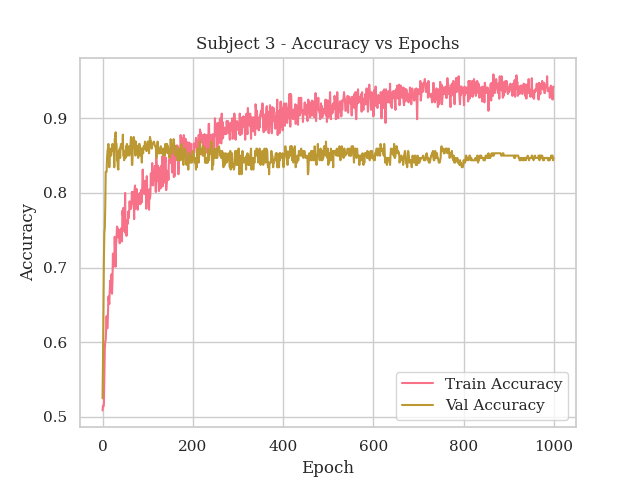 Subject 3 - Accuracy vs Epochs
Accuracy
0.9
0.8
0.7
0.6
0.5
Train Accuracy
Val Accuracy
0 200 400 600 800 1000
Epoch